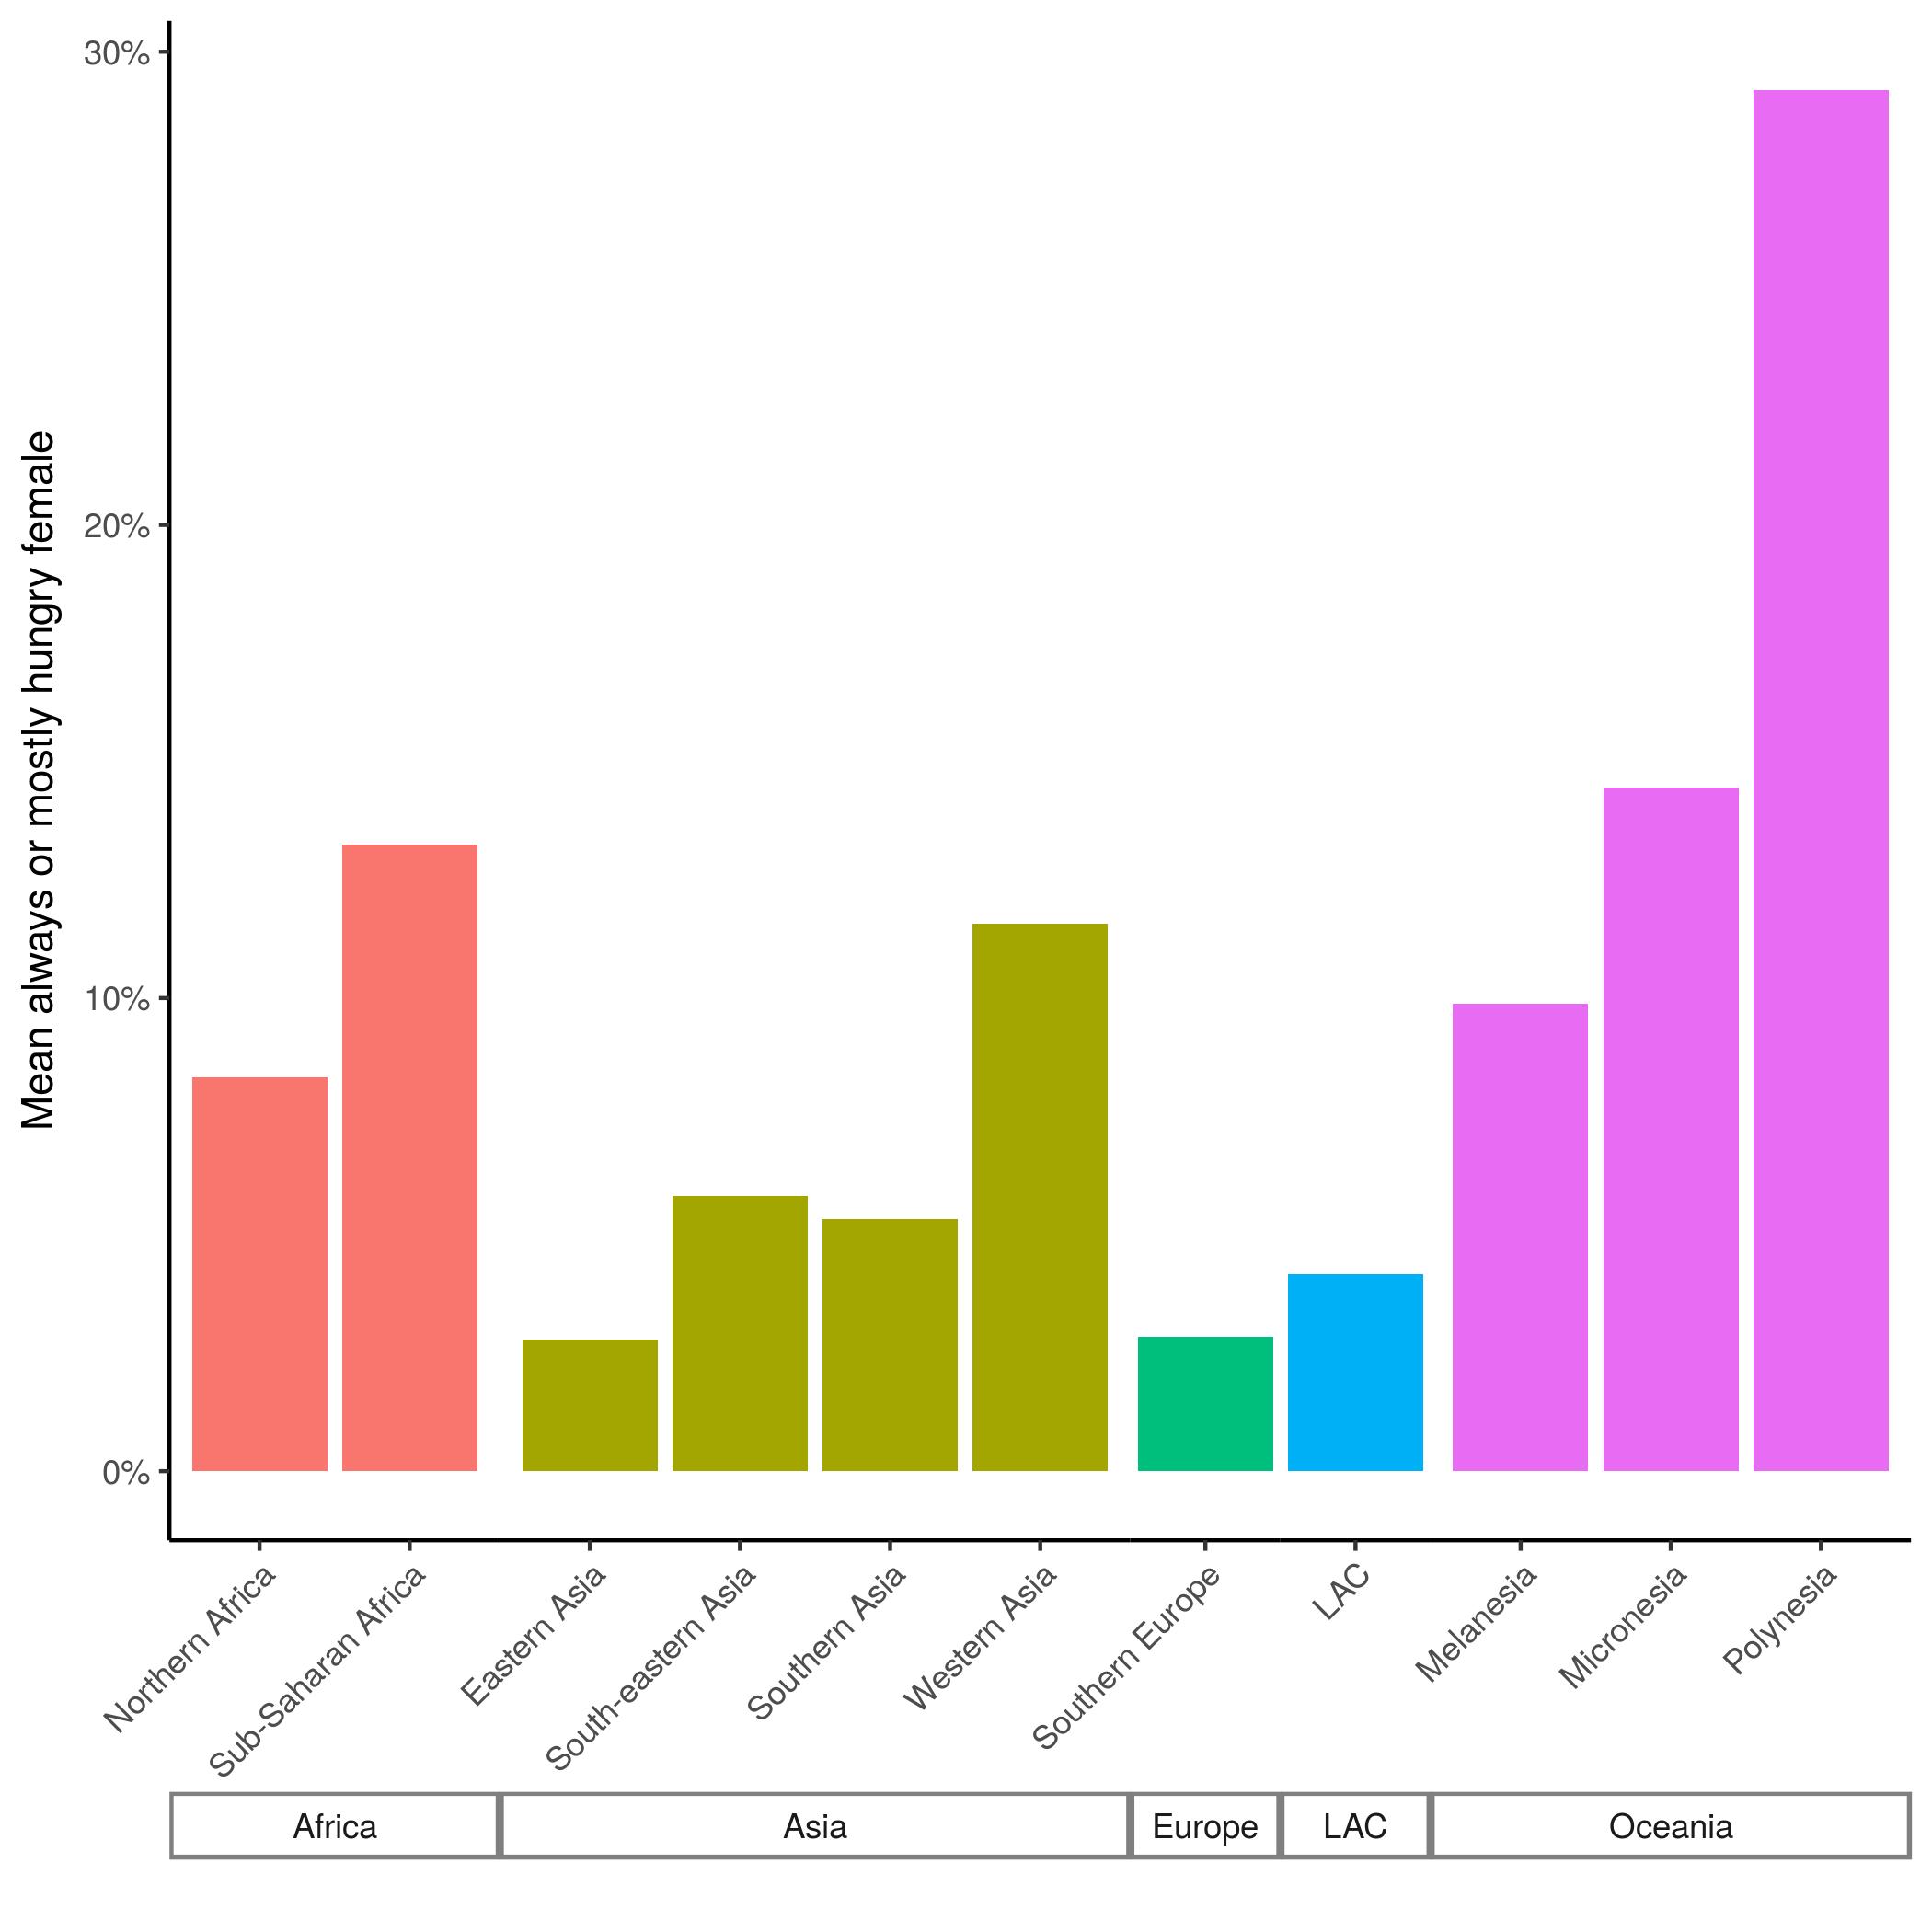 Mean always or mostly hungry female
30%
20%
10%
0%
Northern Africa
Sub-Saharan Africa
Eastern Asia
South-eastern Asia
Southern Asia
Western Asia
Southern Europe
LAC
Melanesia
Micronesia
Polynesia
Africa
Asia
Europe
LAC
Oceania